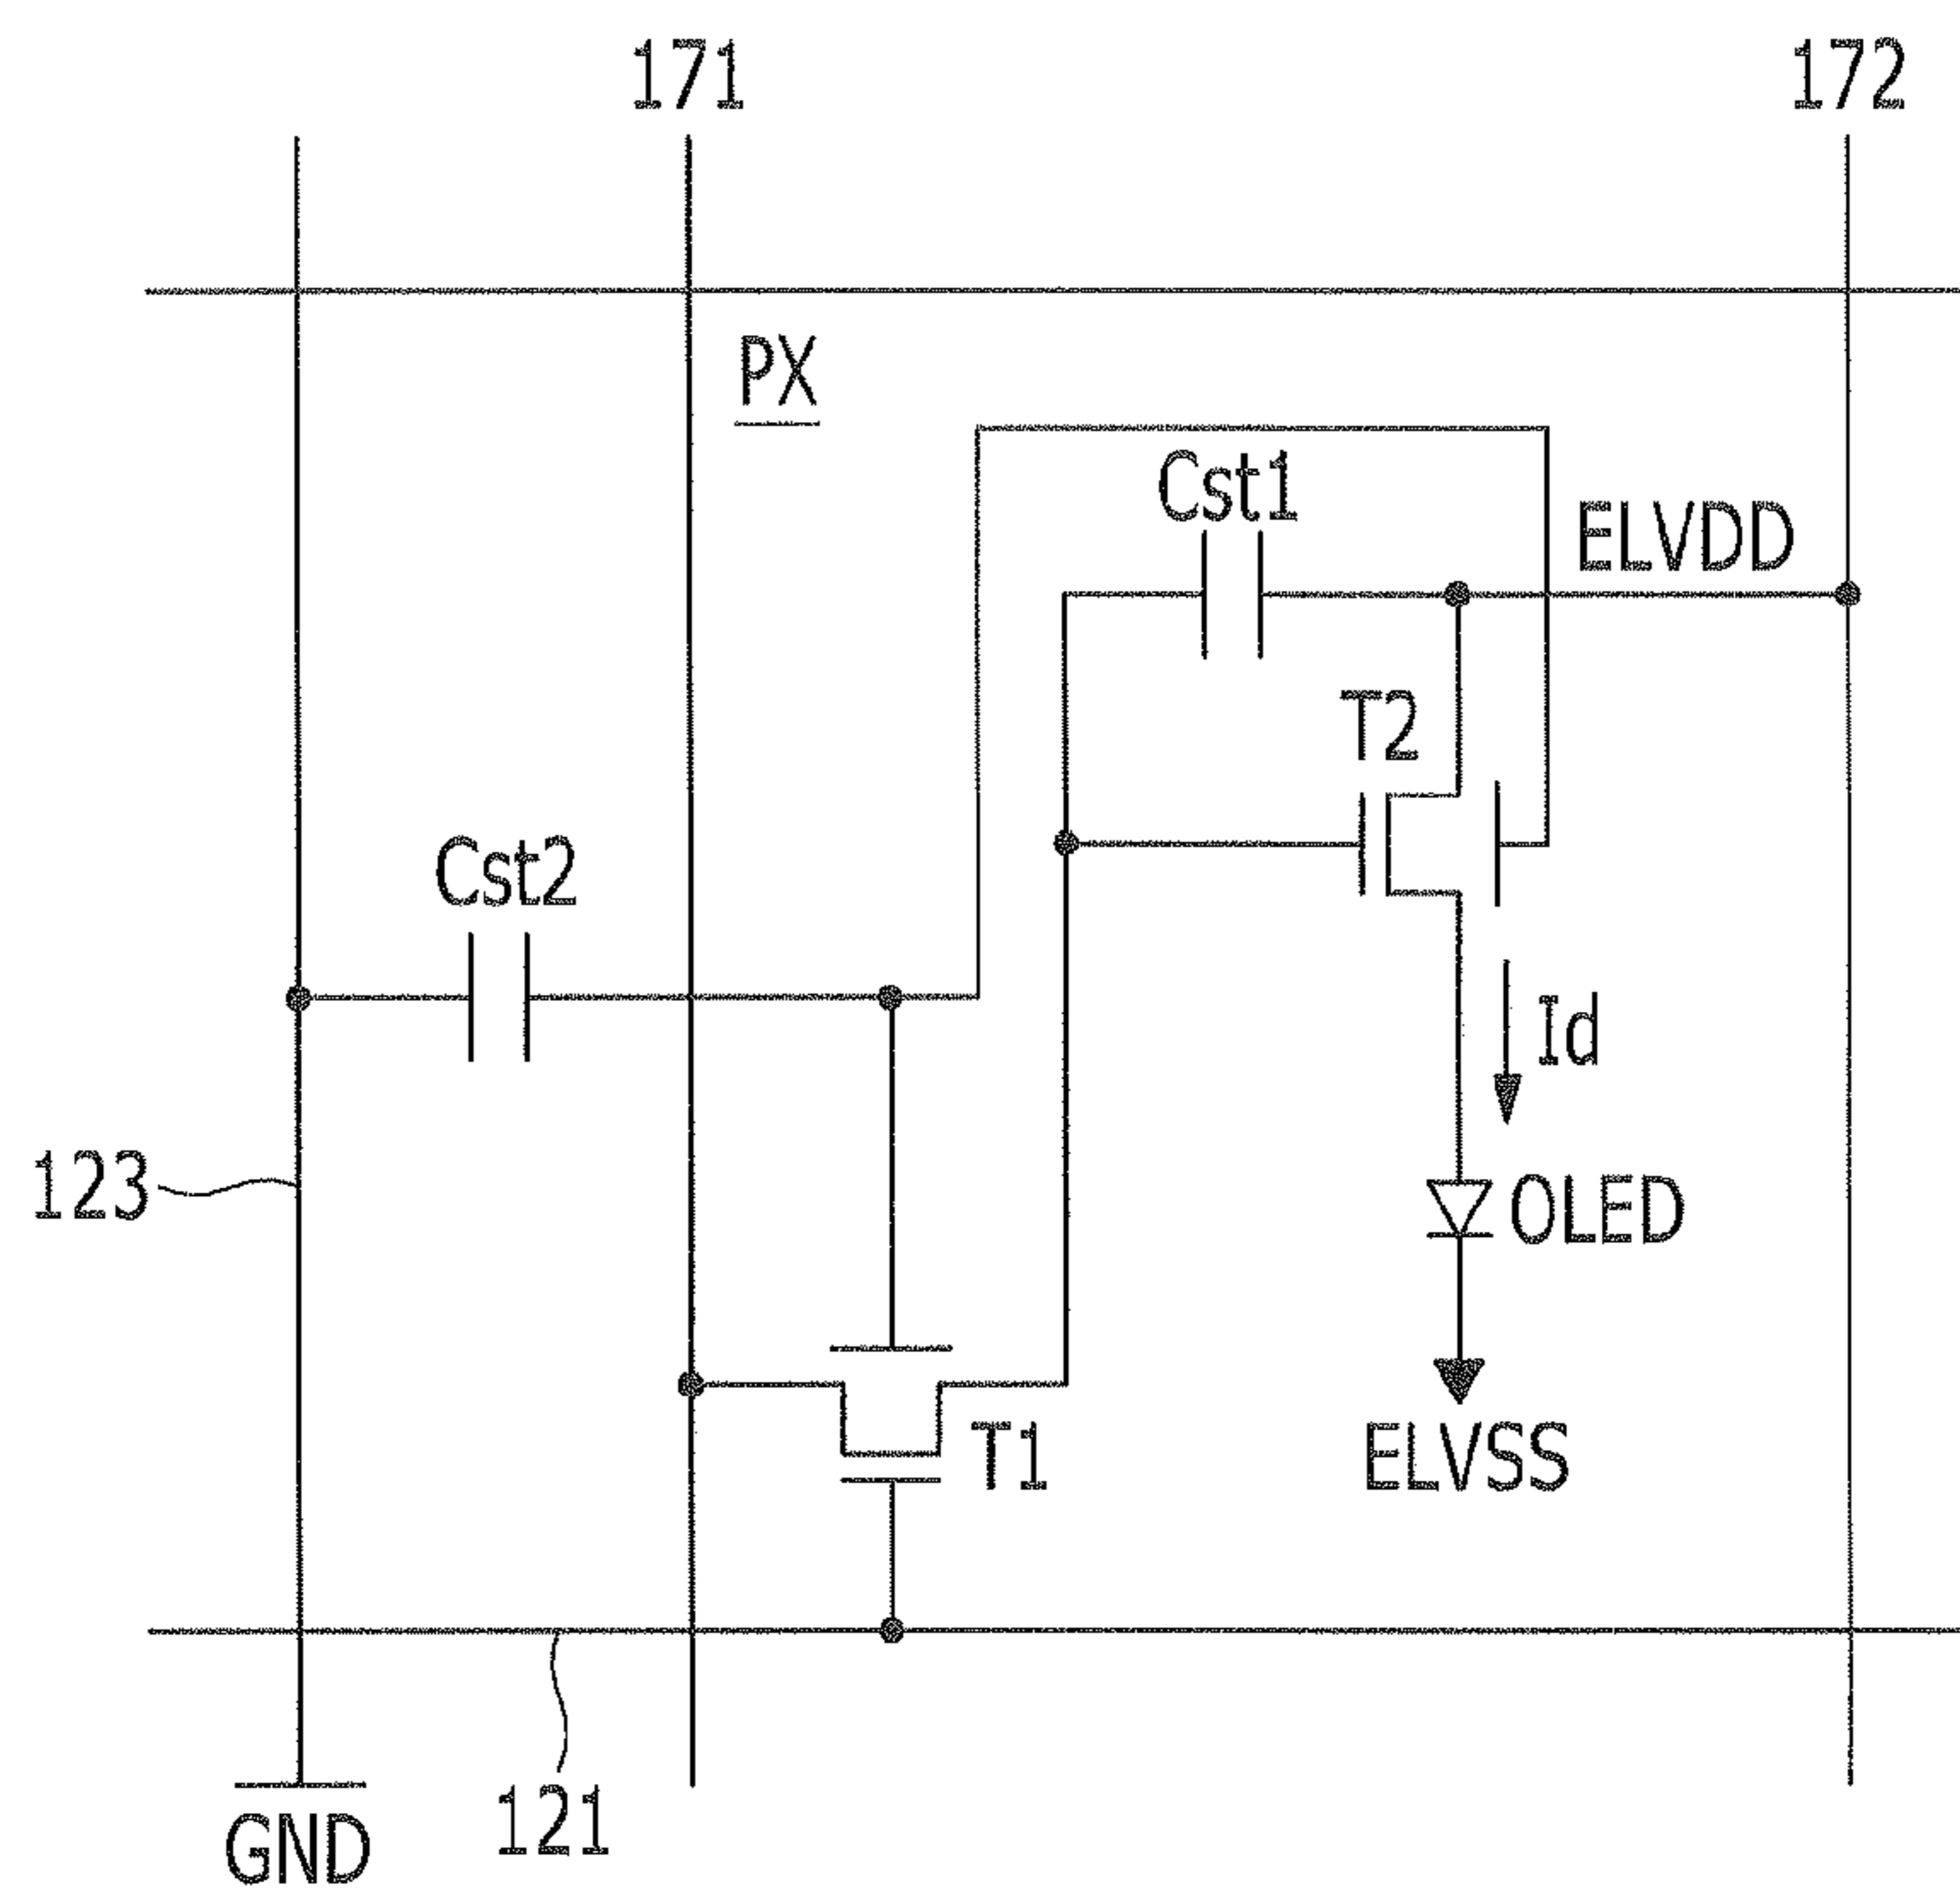 171
172
PX
Cst1
ELVDD
T2
Cst2
Id
123
OLED
T1
ELVSS
121
GND